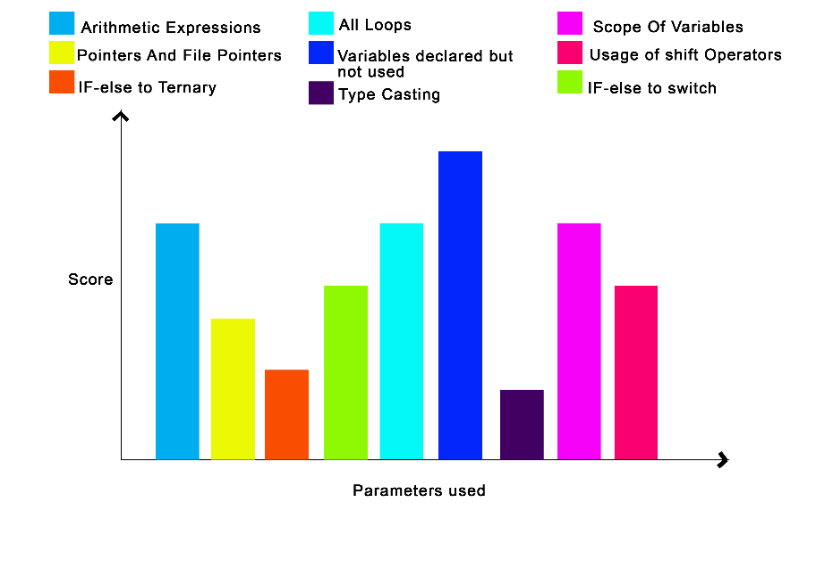 Arithmetic Expressions
All Loops
Scope Of Variables
Pointers And File Pointers
Variables declared but
not used
Usage of shift Operators
IF-else to Ternary
Type Casting
IF-else to switch
Score
Parameters used